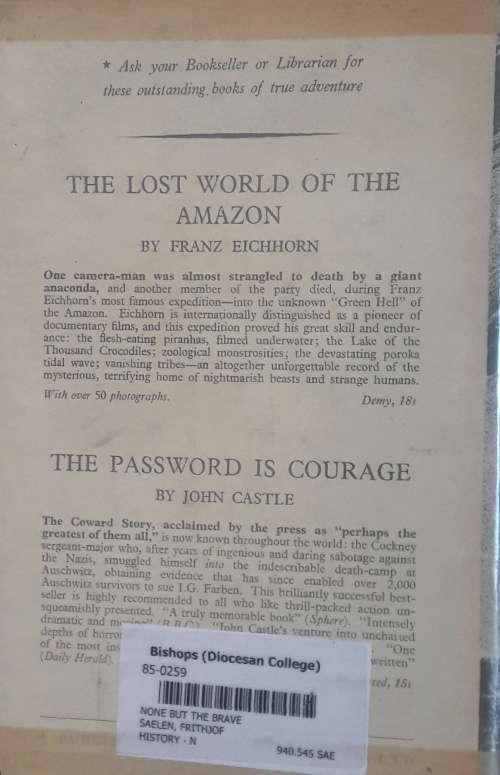 * Ask your Bookseller or Librarian for
these outstanding books of true adventure
THE LOST WORLD OF THE
AMAZON
BY FRANZ EICHHORN
One camera-man was almost strangled to death by a giant
anaconda, and another member of the party died, during Franz
Eichhorn's most famous expedition—into the unknown "Green Hell" of
the Amazon. Eichhorn is internationally distinguished as a pioneer of
documentary films, and this expedition proved his great skill and endur-
ance: the flesh-eating piranhas, filmed underwater; the Lake of the
Thousand Crocodiles; zoological monstrosities; the devastating poroka
tidal wave; vanishing tribes—an altogether unforgettable record of the
mysterious, terrifying home of nightmarish beasts and strange humans.
With over 50 photographs.
Demy, 18s
THE PASSWORD IS COURAGE
BY JOHN CASTLE
The Coward Story, acclaimed by the press as "perhaps the
greatest of them all," is now known throughout the world: the Cockney
sergeant-major who, after years of ingenious and daring sabotage against
the Nazis, smuggled himself into the indescribable death-camp at
Auschwitz, obtaining evidence that has since enabled over 2,000
Auschwitz survivors to sue I.G. Farben. This brilliantly successful best-
seller is highly recommended to all who like thrill-packed action un-
squeamishly presented. "A truly memorable book" (Sphere). "Intensely
dramatic and (B.B.C). "John Castle's venture into uncharted
depths of "One
of the most written"
(Daily Herald). 15s
Bishops (Diocesan College)
85-0259
NONE BUT THE BRAVE
SAELEN, FRITHJOF
HISTORY - N
940.545 SAE